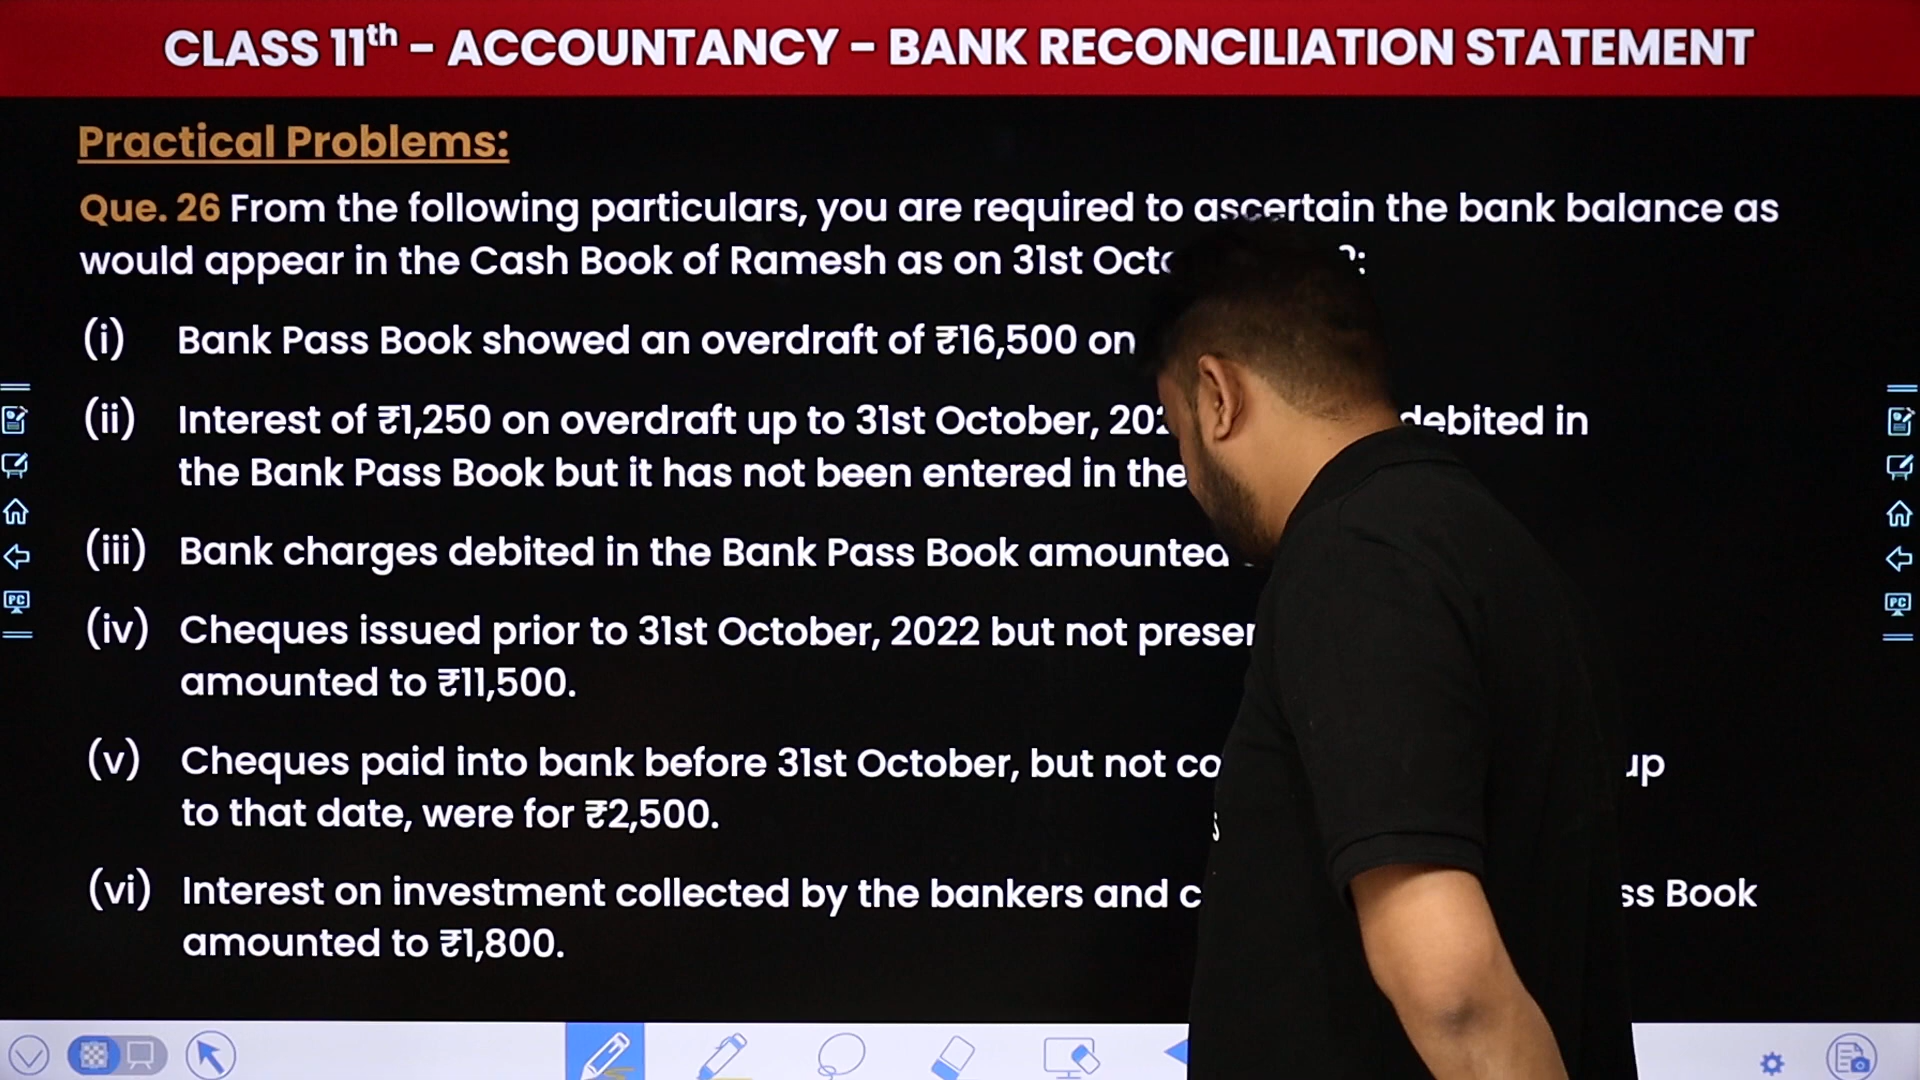 CLASS 11th – ACCOUNTANCY – BANK RECONCILIATION STATEMENT
Practical Problems:
Que. 26 From the following particulars, you are required to ascertain the bank balance as
would appear in the Cash Book of Ramesh as on 31st
(i) Bank Pass Book showed an overdraft of ₹16,500 on
(ii) Interest of ₹1,250 on overdraft up to 31st October, debited in
the Bank Pass Book but it has not been entered in the
(iii) Bank charges debited in the Bank Pass Book amounted
(iv) Cheques issued prior to 31st October, 2022 but not
amounted to ₹11,500.
(v) Cheques paid into bank before 31st October, but not up
to that date, were for ₹2,500.
(vi) Interest on investment collected by the bankers and Book
amounted to ₹1,800.
PC
PC